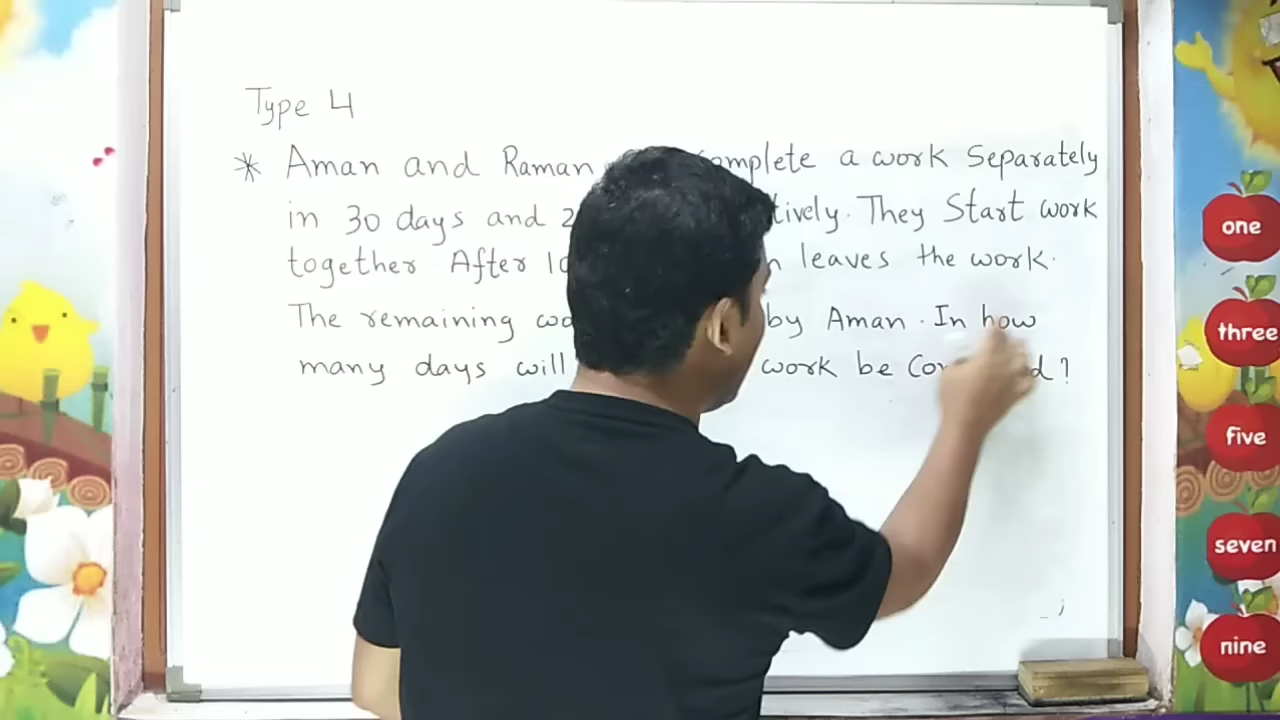 Type 4
* Aman and Raman complete a work Separately
in 30 days and 2 tively. They Start work
together After 10 n leaves the work.
The remaining wo by Aman. In how
many days will work be Co d?
one
three
five
seven
nine